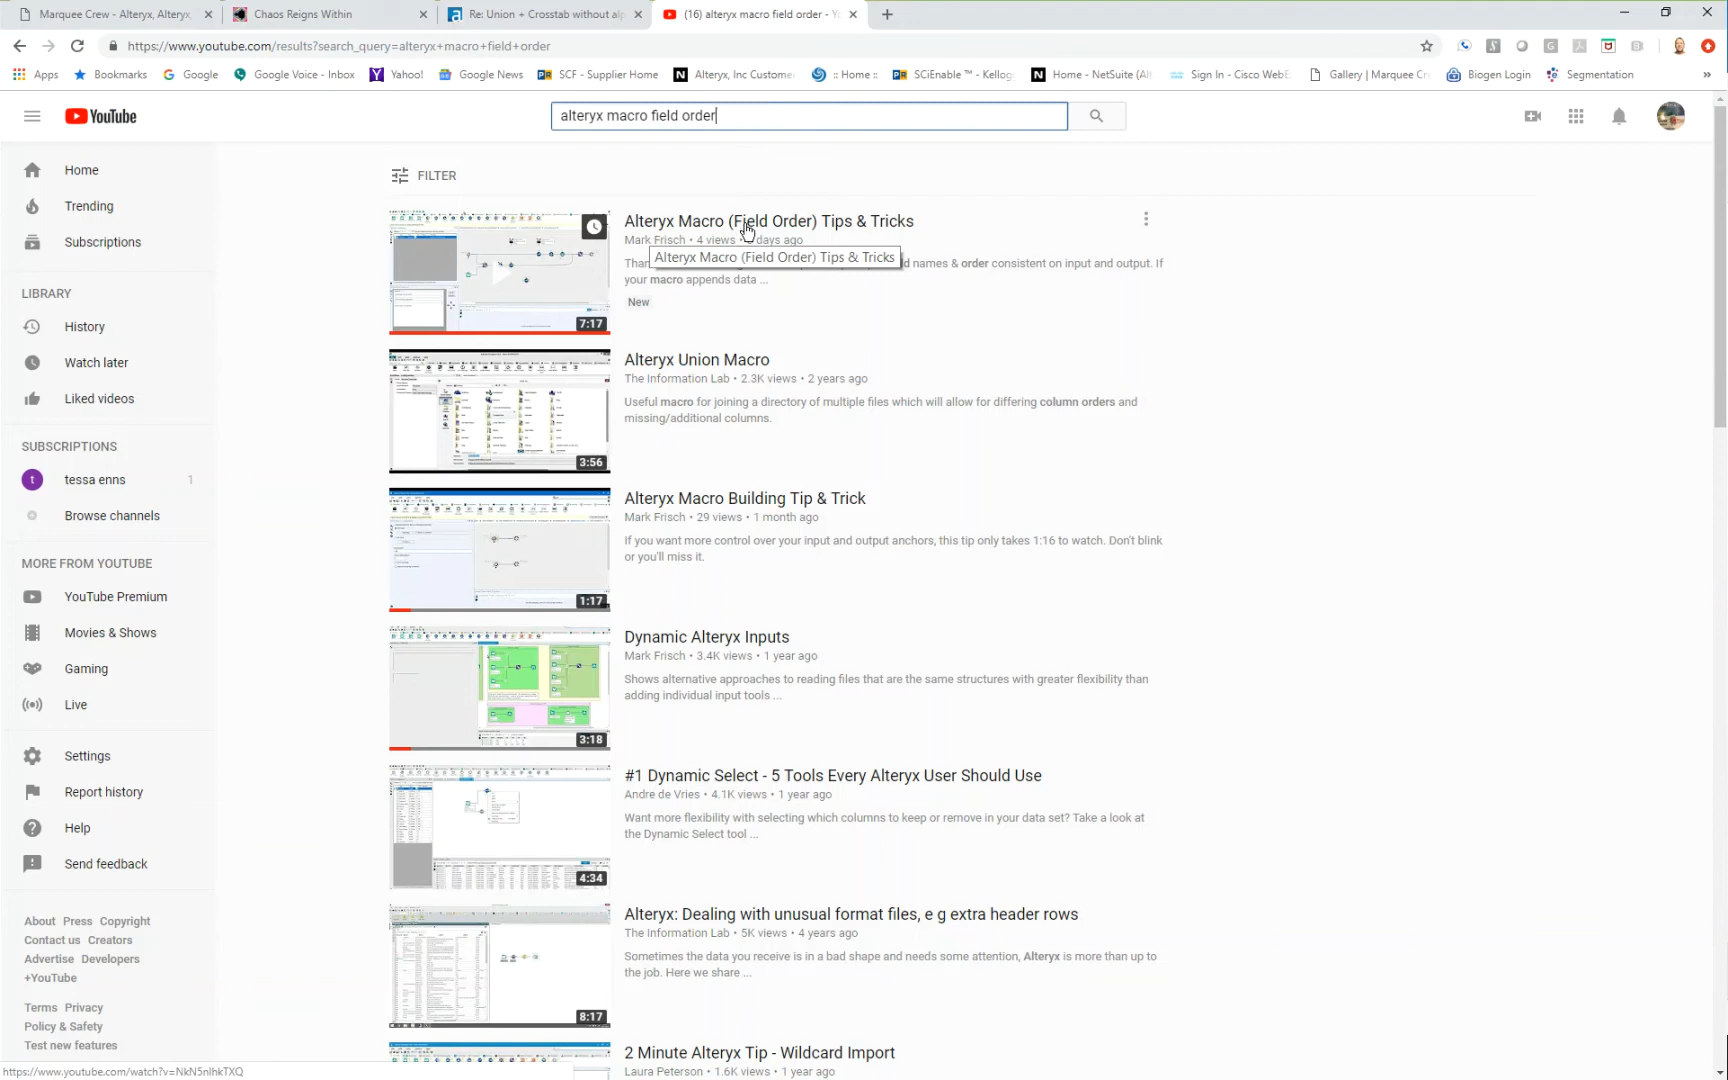 Marquee Crew - Alteryx, Alteryx,
Chaos Reigns Within
Re: Union + Crosstab without alp
(16) alteryx macro field order - Yo
https://www.youtube.com/results?search_query=alteryx+macro+field+order
Apps
Bookmarks
Google
Google Voice - Inbox
Yahoo!
Google News
SCF - Supplier Home
Alteryx, Inc Custome
:: Home ::
SCiEnable ™ - Kellog
Home - NetSuite (Alt
Sign In - Cisco WebE
Gallery | Marquee Cr
Biogen Login
Segmentation
YouTube
alteryx macro field order
Home
Trending
Subscriptions
LIBRARY
History
Watch later
Liked videos
SUBSCRIPTIONS
t tessa enns 1
Browse channels
MORE FROM YOUTUBE
YouTube Premium
Movies & Shows
Gaming
Live
Settings
Report history
Help
Send feedback
About Press Copyright
Contact us Creators
Advertise Developers
+YouTube
Terms Privacy
Policy & Safety
Test new features
FILTER
7:17
Alteryx Macro (Field Order) Tips & Tricks
Mark Frisch • 4 views • days ago
Alteryx Macro (Field Order) Tips & Tricks
names & order consistent on input and output. If
your macro appends data ...
New
3:56
Alteryx Union Macro
The Information Lab • 2.3K views • 2 years ago
Useful macro for joining a directory of multiple files which will allow for differing column orders and
missing/additional columns.
1:17
Alteryx Macro Building Tip & Trick
Mark Frisch • 29 views • 1 month ago
If you want more control over your input and output anchors, this tip only takes 1:16 to watch. Don't blink
or you'll miss it.
3:18
Dynamic Alteryx Inputs
Mark Frisch • 3.4K views • 1 year ago
Shows alternative approaches to reading files that are the same structures with greater flexibility than
adding individual input tools ...
4:34
#1 Dynamic Select - 5 Tools Every Alteryx User Should Use
Andre de Vries • 4.1K views • 1 year ago
Want more flexibility with selecting which columns to keep or remove in your data set? Take a look at
the Dynamic Select tool ...
8:17
Alteryx: Dealing with unusual format files, e g extra header rows
The Information Lab • 5K views • 4 years ago
Sometimes the data you receive is in a bad shape and needs some attention, Alteryx is more than up to
the job. Here we share ...
2 Minute Alteryx Tip - Wildcard Import
Laura Peterson • 1.6K views • 1 year ago
https://www.youtube.com/watch?v=NkN5nlhkTXQ